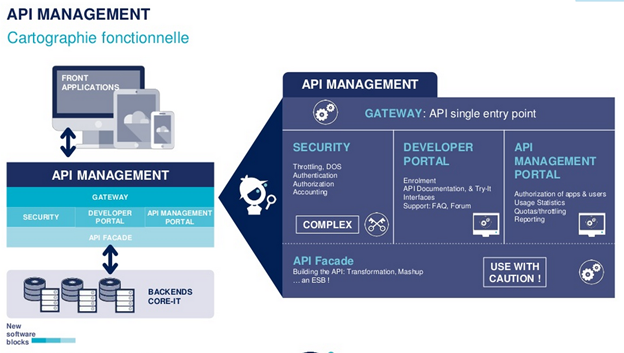 API MANAGEMENT
Cartographie fonctionnelle
FRONT
APPLICATIONS
API MANAGEMENT
GATEWAY
SECURITY
DEVELOPER
PORTAL
API MANAGEMENT
PORTAL
API FACADE
BACKENDS
CORE-IT
New
software
blocks
API MANAGEMENT
GATEWAY: API single entry point
SECURITY
Throttling, DOS
Authentication
Authorization
Accounting
COMPLEX
DEVELOPER
PORTAL
Enrolment
API Documentation, & Try-It
Interfaces
Support: FAQ, Forum
API
MANAGEMENT
PORTAL
Authorization of apps & users
Usage Statistics
Quotas/throttling
Reporting
API Facade
Building the API: Transformation, Mashup
... an ESB !
USE WITH
CAUTION !